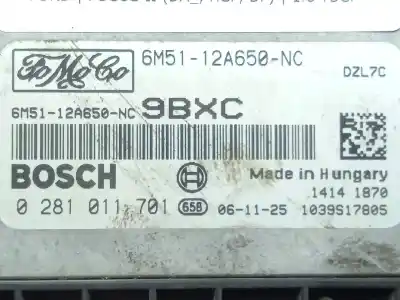 FoMoCo
6M51-12A650-NC
DZL7C
6M51-12A650-NC 9BXC
BOSCH
Made in Hungary
.1414 1870
0 281 011 701 658 06-11-25 1039S17805